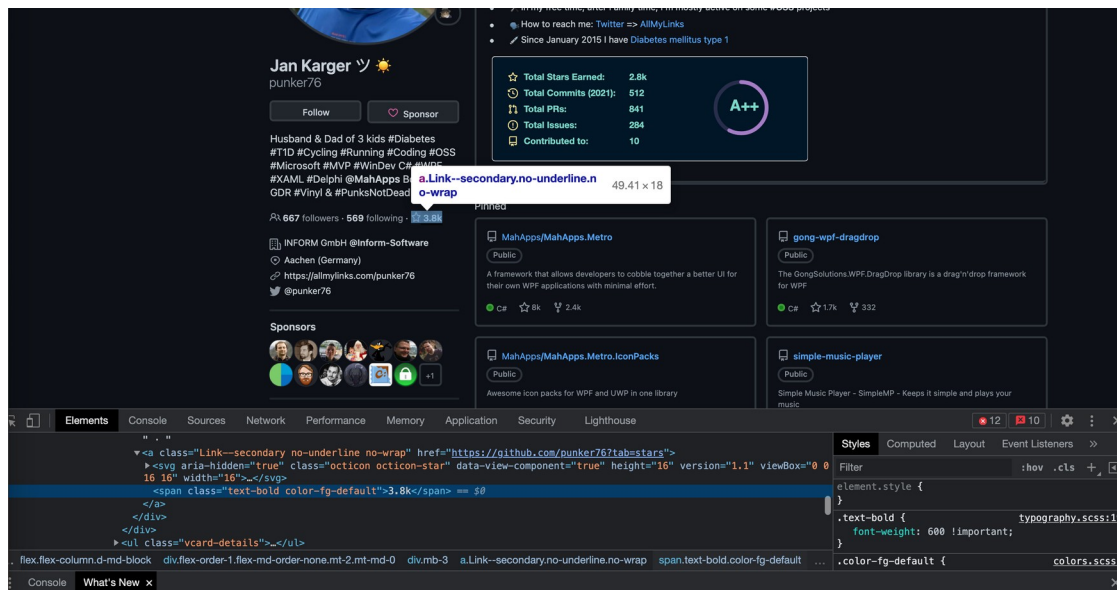 How to reach me: Twitter => AllMyLinks
Since January 2015 I have Diabetes mellitus type 1
Jan Karger ツ ☀️
punker76
Follow
Sponsor
Husband & Dad of 3 kids #Diabetes
#T1D #Cycling #Running #Coding #OSS
#Microsoft #MVP #WinDev C# #WPF
#XAML #Delphi @MahApps
GDR #Vinyl & #PunksNotDead
667 followers · 569 following · 3.8k
INFORM GmbH @Inform-Software
Aachen (Germany)
https://allmylinks.com/punker76
@punker76
Sponsors
+1
Total Stars Earned: 2.8k
Total Commits (2021): 512
Total PRs: 841
Total Issues: 284
Contributed to: 10
A++
a.Link--secondary.no-underline.n
o-wrap
49.41 × 18
Pinned
MahApps/MahApps.Metro
Public
A framework that allows developers to cobble together a better UI for
their own WPF applications with minimal effort.
C# 8k 2.4k
gong-wpf-dragdrop
Public
The GongSolutions.WPF.DragDrop library is a drag'n'drop framework
for WPF
C# 1.7k 332
MahApps/MahApps.Metro.IconPacks
Public
Awesome icon packs for WPF and UWP in one library
simple-music-player
Public
Simple Music Player - SimpleMP - Keeps it simple and plays your
music
Elements Console Sources Network Performance Memory Application Security Lighthouse 12 10
" · "
<a class="Link--secondary no-underline no-wrap" href="https://github.com/punker76?tab=stars">
<svg aria-hidden="true" class="octicon octicon-star" data-view-component="true" height="16" version="1.1" viewBox="0 0
16 16" width="16">…</svg>
<span class="text-bold color-fg-default">3.8k</span> == $0
</a>
</div>
</div>
<ul class="vcard-details">…</ul>
flex.flex-column.d-md-block div.flex-order-1.flex-md-order-none.mt-2.mt-md-0 div.mb-3 a.Link--secondary.no-underline.no-wrap span.text-bold.color-fg-default …
Styles Computed Layout Event Listeners »
Filter :hov .cls +
element.style {
}
.text-bold { typography.scss:1
font-weight: 600 !important;
}
.color-fg-default { colors.scss
Console What's New ×